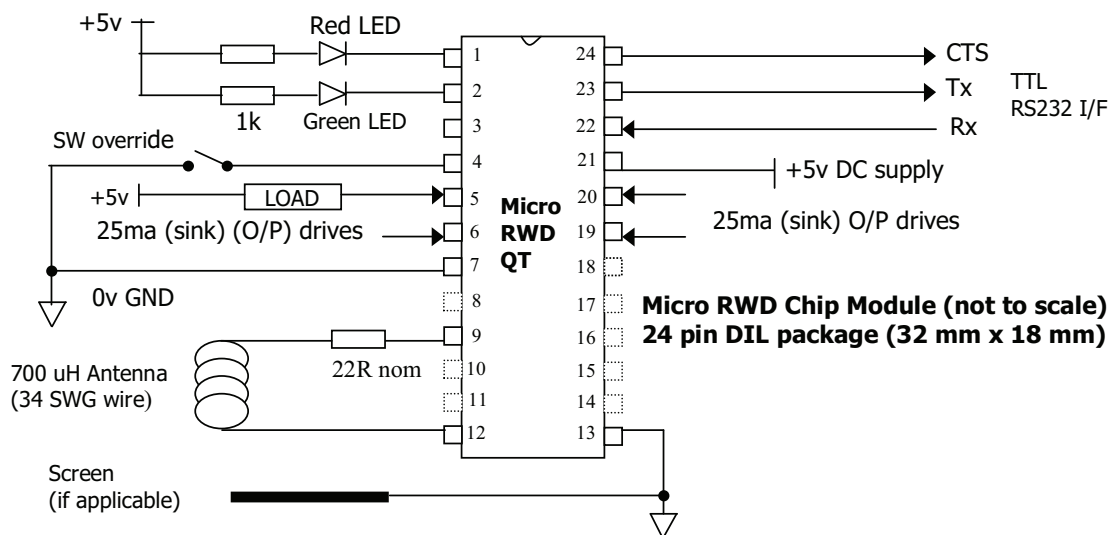 +5v
Red LED
1k
Green LED
SW override
+5v
LOAD
25ma (sink) (O/P) drives
0v GND
700 uH Antenna
(34 SWG wire)
22R nom
Screen
(if applicable)
1
2
3
4
5
6
7
8
9
10
11
12
Micro
RWD
QT
24
23
22
21
20
19
18
17
16
15
14
13
CTS
Tx
Rx
TTL
RS232 I/F
+5v DC supply
25ma (sink) O/P drives
Micro RWD Chip Module (not to scale)
24 pin DIL package (32 mm x 18 mm)